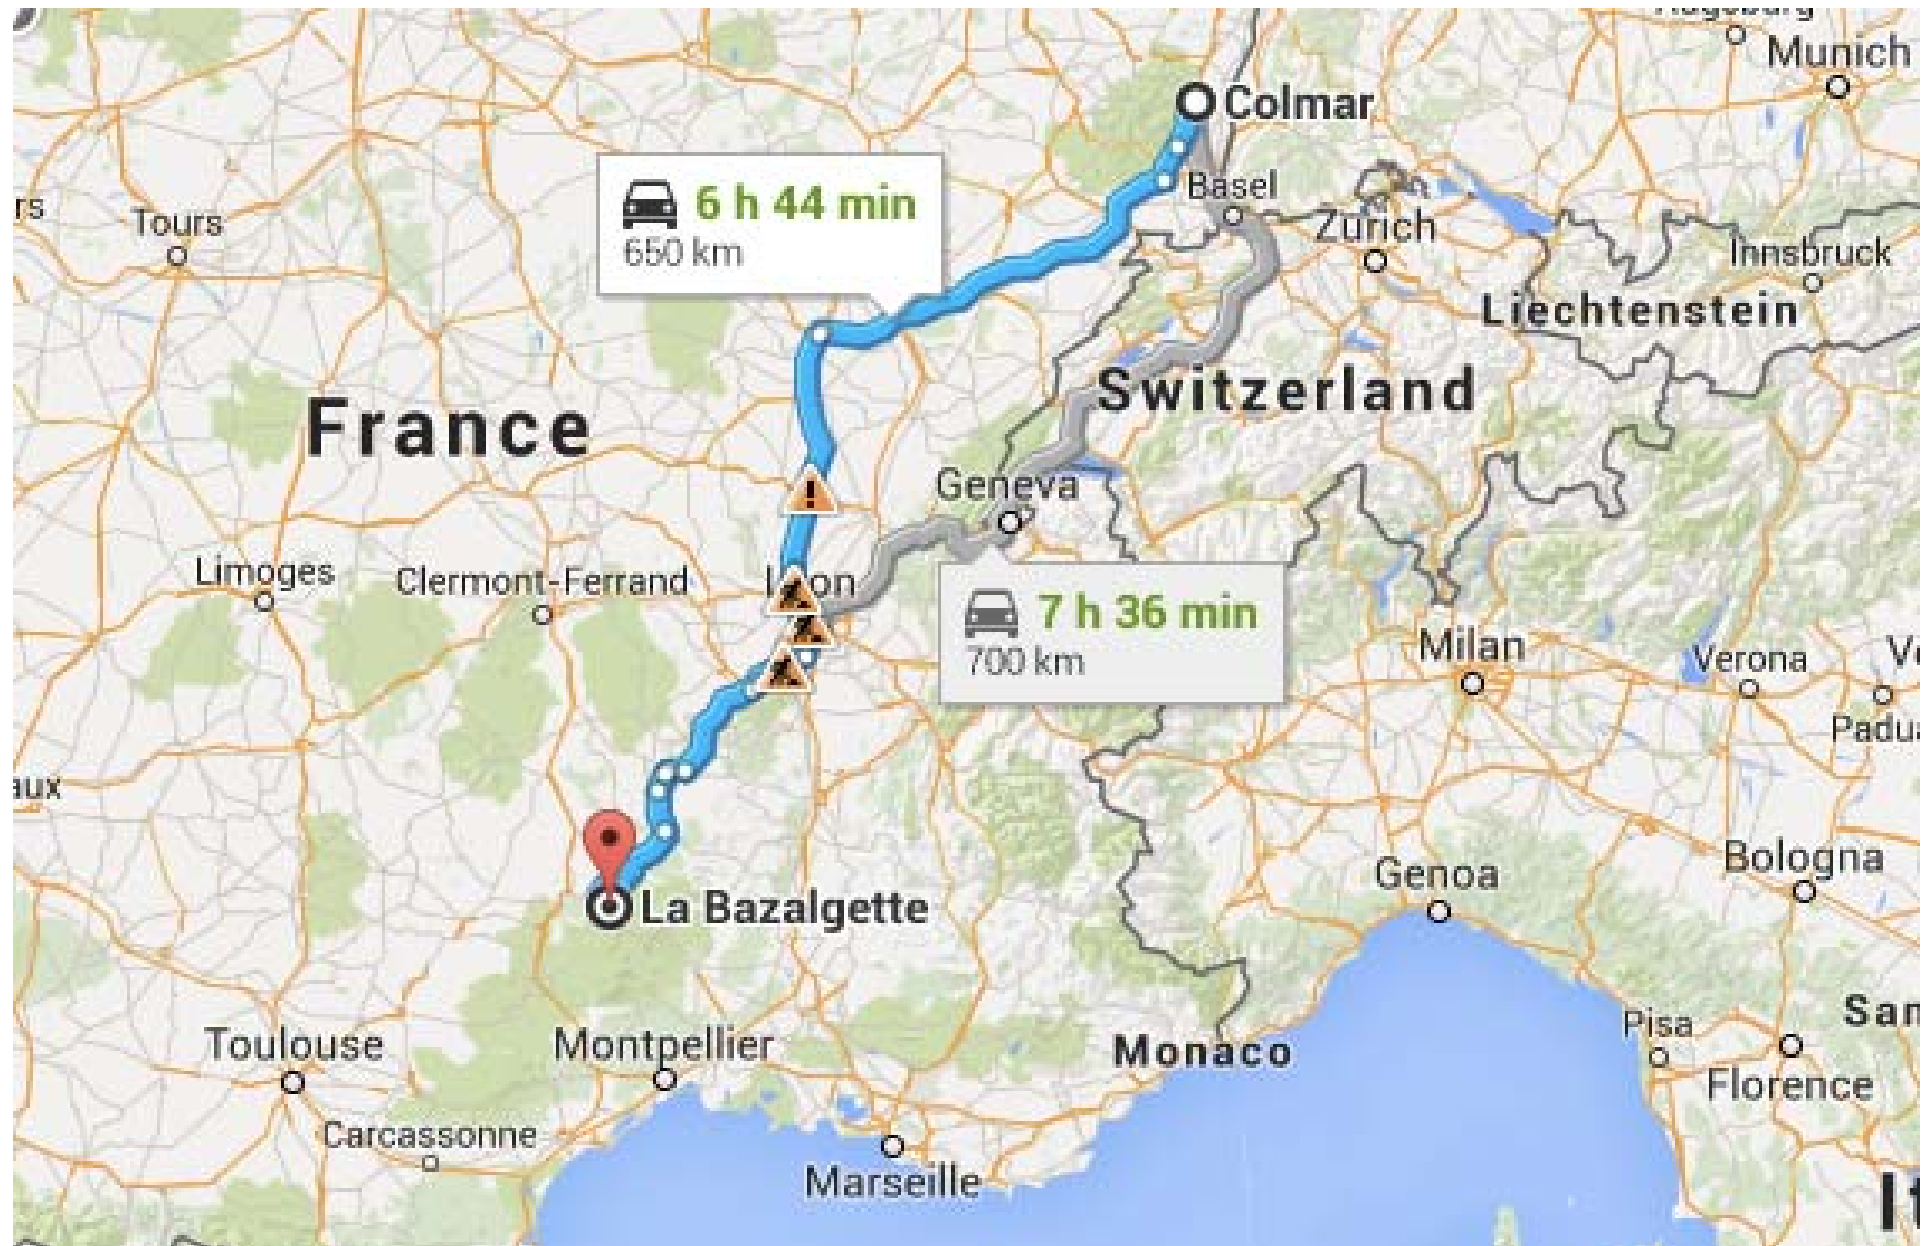 Munich
Colmar
6 h 44 min
650 km
Basel
Tours
Zürich
Innsbruck
Liechtenstein
Switzerland
France
Geneva
Limoges
Clermont-Ferrand
7 h 36 min
700 km
Milan
Verona
La Bazalgette
Bologna
Genoa
Toulouse
Montpellier
Monaco
Pisa
Florence
Carcassonne
Marseille